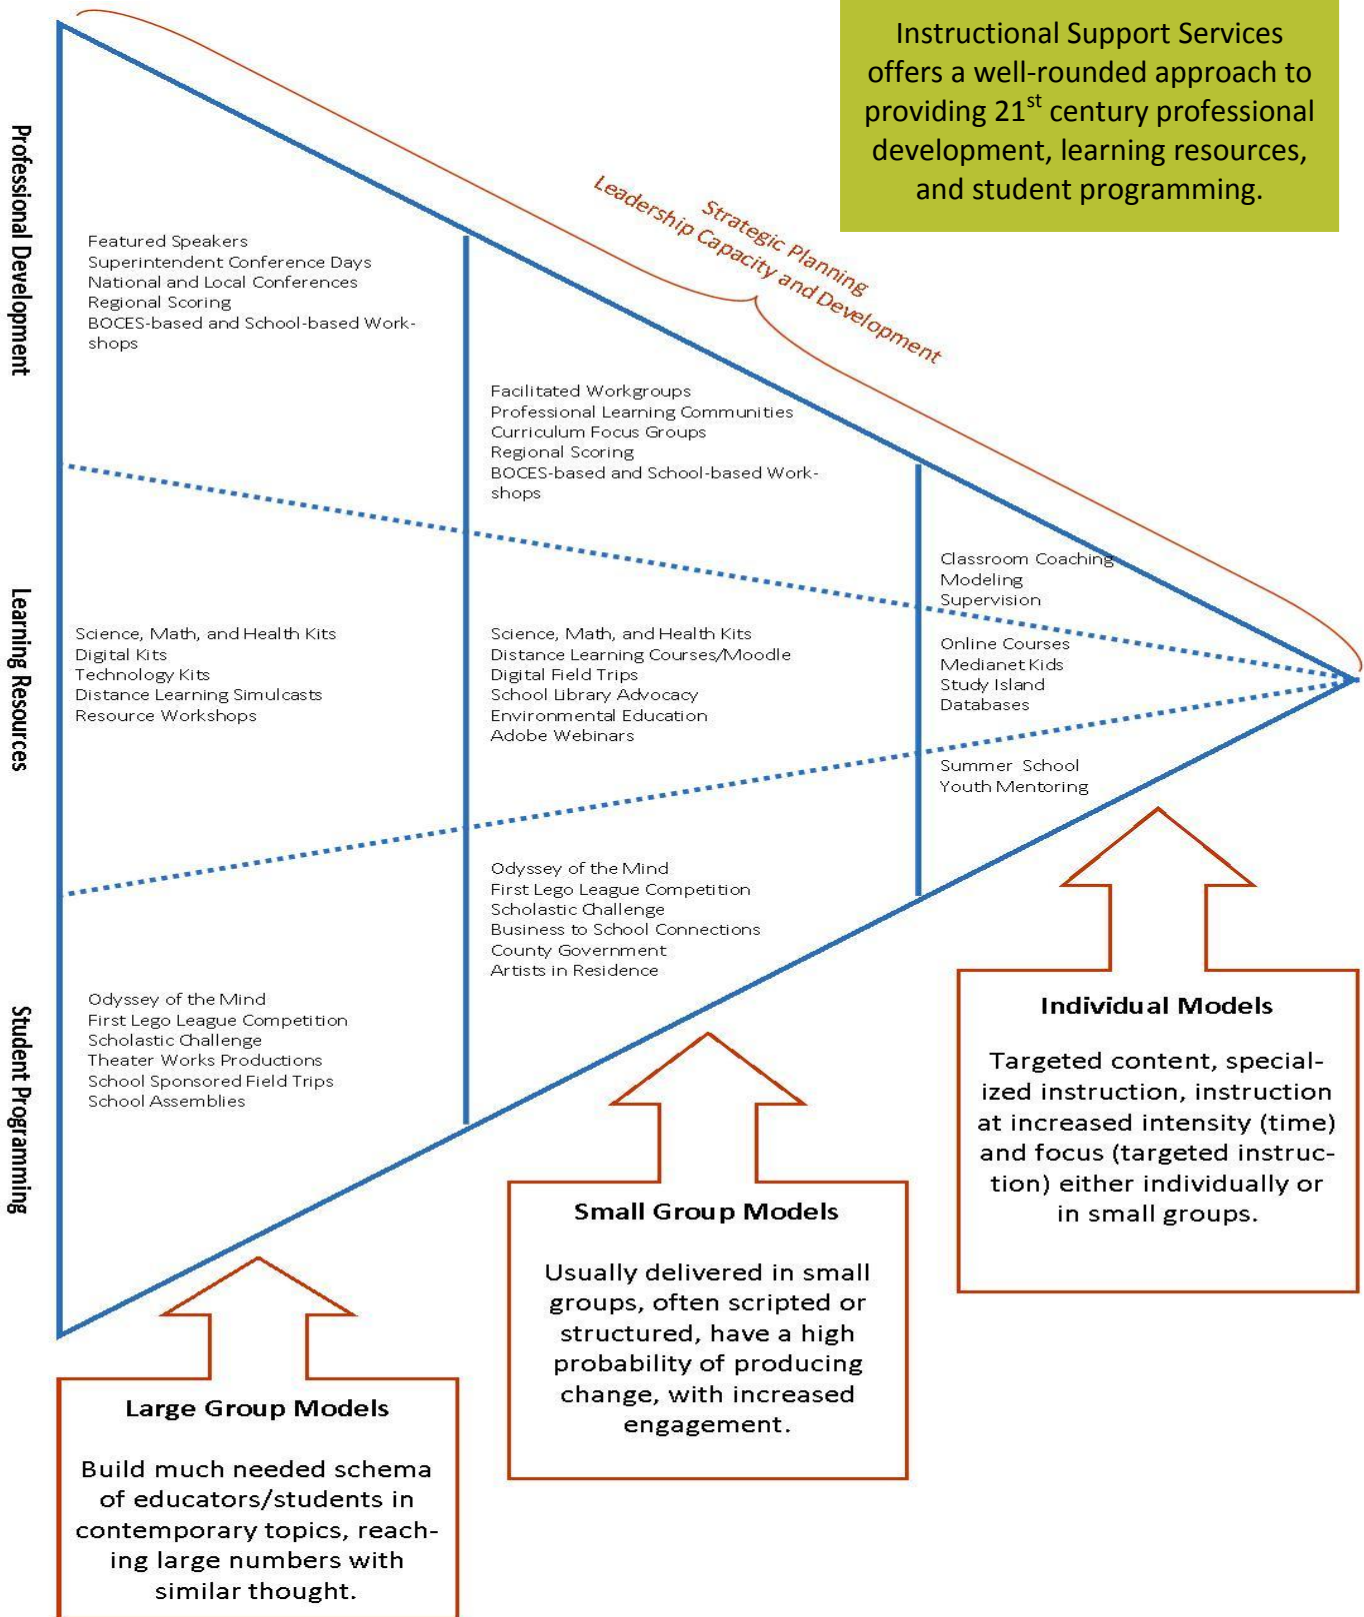 Instructional Support Services
offers a well-rounded approach to
providing 21st century professional
development, learning resources,
and student programming.
Strategic Planning
Leadership Capacity and Development
Professional Development
Featured Speakers
Superintendent Conference Days
National and Local Conferences
Regional Scoring
BOCES-based and School-based Work-
shops
Facilitated Workgroups
Professional Learning Communities
Curriculum Focus Groups
Regional Scoring
BOCES-based and School-based Work-
shops
Classroom Coaching
Modeling
Supervision
Learning Resources
Science, Math, and Health Kits
Digital Kits
Technology Kits
Distance Learning Simulcasts
Resource Workshops
Science, Math, and Health Kits
Distance Learning Courses/Moodle
Digital Field Trips
School Library Advocacy
Environmental Education
Adobe Webinars
Online Courses
Medianet Kids
Study Island
Databases
Student Programming
Odyssey of the Mind
First Lego League Competition
Scholastic Challenge
Theater Works Productions
School Sponsored Field Trips
School Assemblies
Odyssey of the Mind
First Lego League Competition
Scholastic Challenge
Business to School Connections
County Government
Artists in Residence
Summer School
Youth Mentoring
Large Group Models
Build much needed schema
of educators/students in
contemporary topics, reach-
ing large numbers with
similar thought.
Small Group Models
Usually delivered in small
groups, often scripted or
structured, have a high
probability of producing
change, with increased
engagement.
Individual Models
Targeted content, special-
ized instruction, instruction
at increased intensity (time)
and focus (targeted instruc-
tion) either individually or
in small groups.